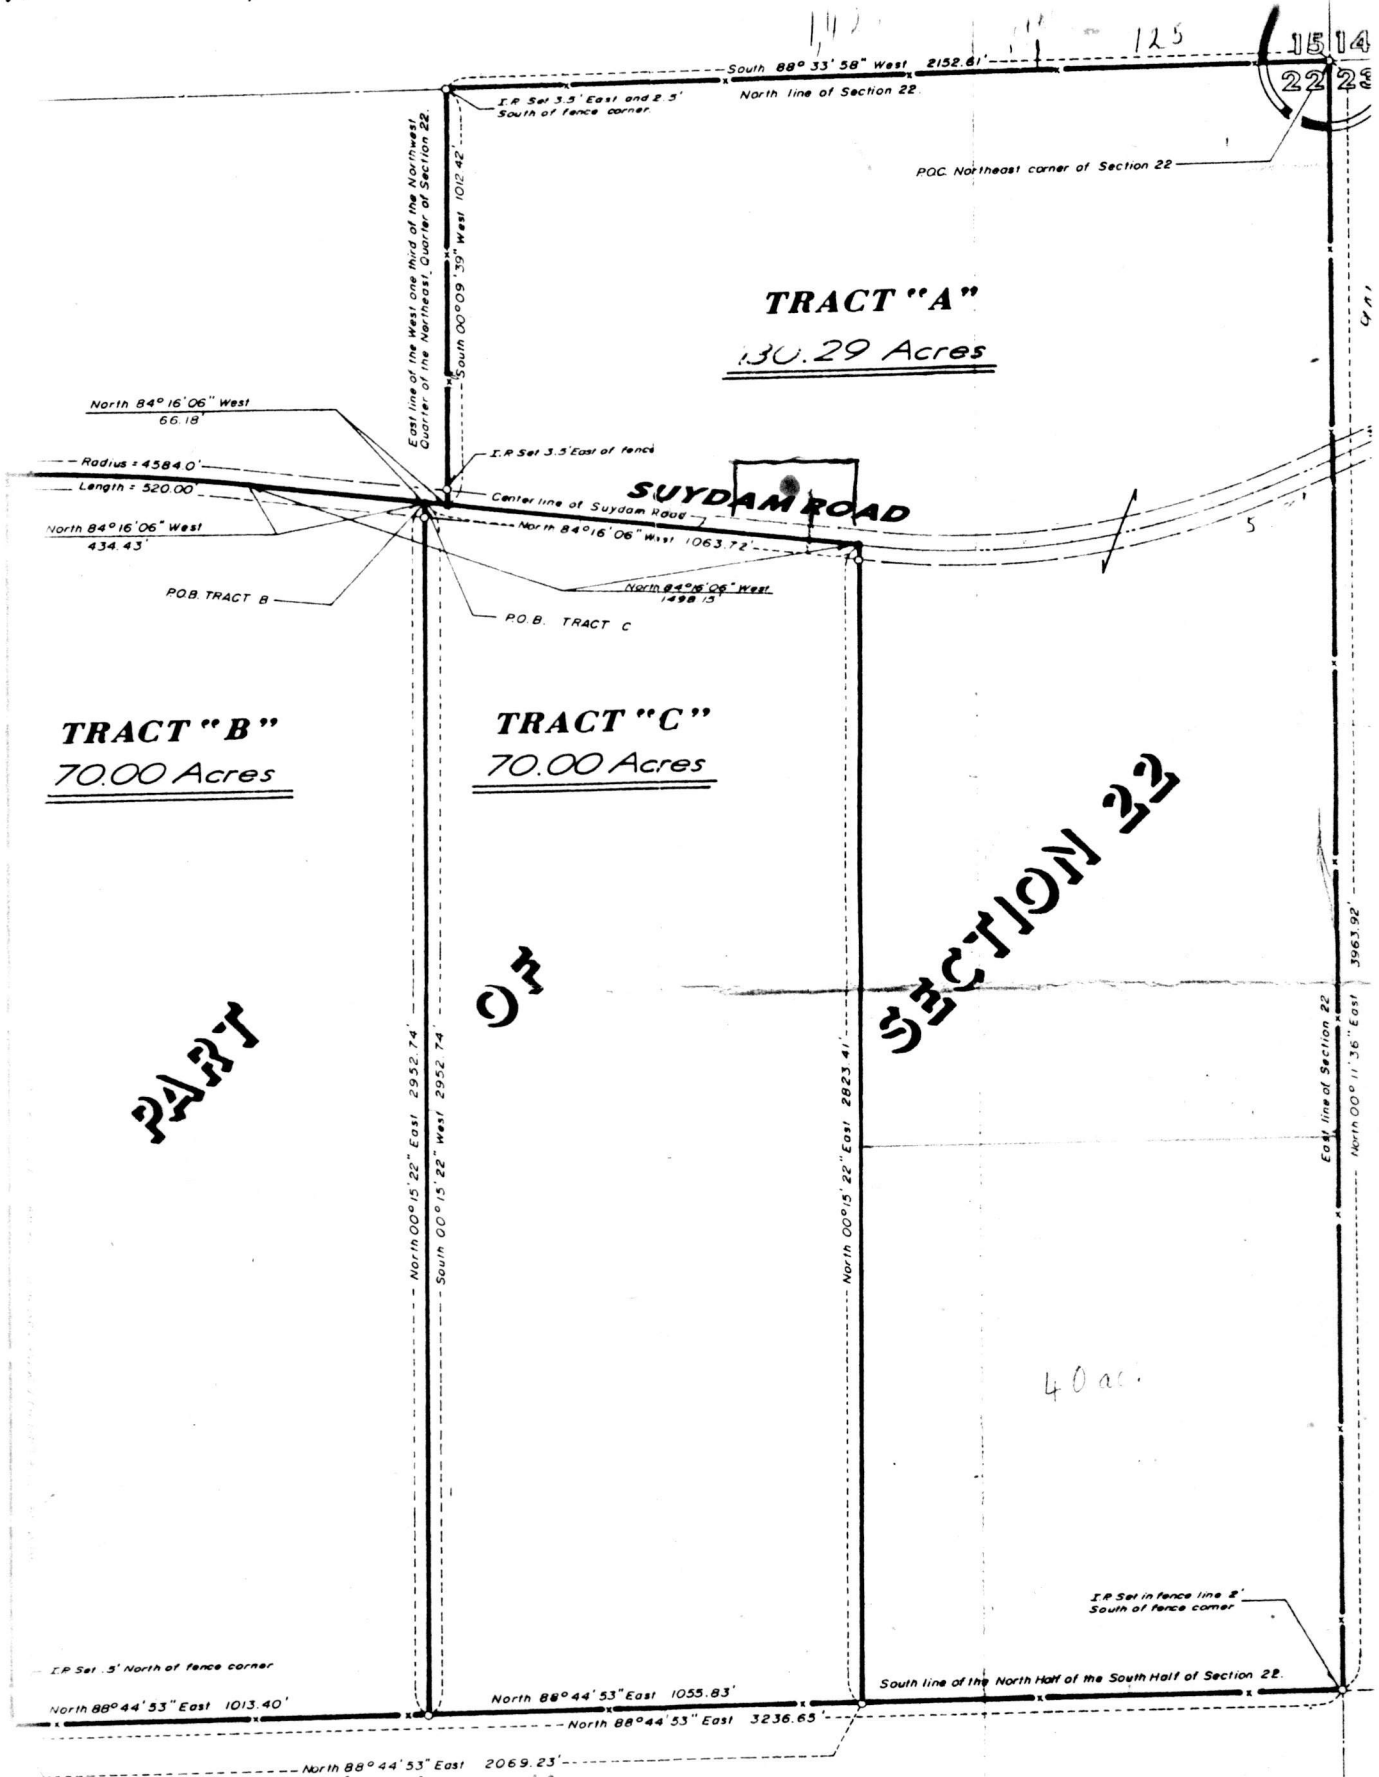 125
15 14
22 23
South 88° 33' 58" West 2152.61'
North line of Section 22.
I.R. Set 3.5' East and 2.5'
South of fence corner.
P.O.C. Northeast corner of Section 22
East line of the West one third of the Northwest
Quarter of the Northeast Quarter of Section 22.
South 00° 09' 39" West 1012.42'
TRACT "A"
130.29 Acres
North 84° 16' 06" West
66.18'
Radius = 4584.0'
Length = 520.00'
North 84° 16' 06" West
434.43'
I.R. Set 3.5' East of fence
SUYDAM ROAD
Center line of Suydam Road
North 84° 16' 06" West 1063.72'
5
P.O.B. TRACT B
North 84° 16' 06" West
1498.15'
P.O.B. TRACT C
TRACT "B"
70.00 Acres
TRACT "C"
70.00 Acres
PART OF SECTION 22
North 00° 15' 22" East 2952.74'
South 00° 15' 22" West 2952.74'
North 00° 15' 22" East 2823.41'
East line of Section 22
North 00° 11' 36" East 3963.92'
40 ac.
I.R. Set in fence line 2'
South of fence corner
I.R. Set .5' North of fence corner
North 88° 44' 53" East 1013.40'
North 88° 44' 53" East 1055.83'
South line of the North Half of the South Half of Section 22.
North 88° 44' 53" East 3236.65'
North 88° 44' 53" East 2069.23'